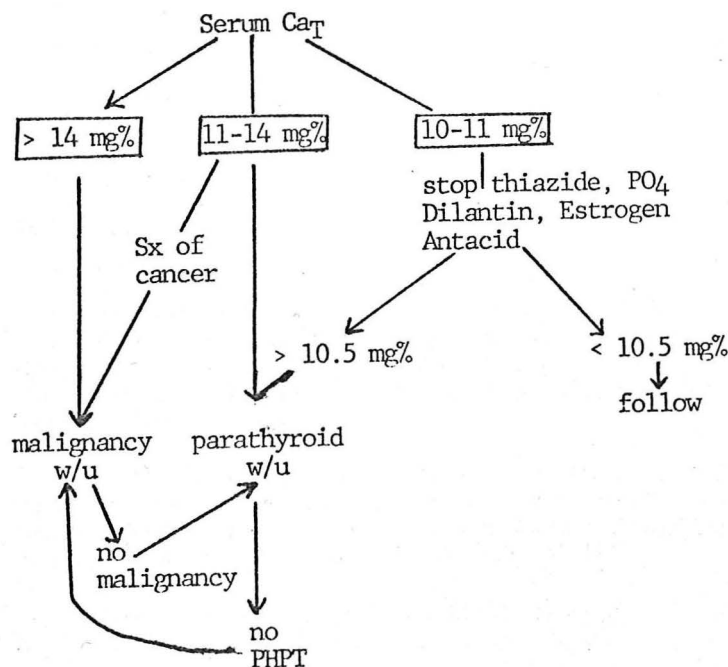 Serum CaT
> 14 mg%
11-14 mg%
10-11 mg%
stop thiazide, PO4
Dilantin, Estrogen
Antacid
Sx of
cancer
> 10.5 mg%
< 10.5 mg%
follow
malignancy
w/u
parathyroid
w/u
no
malignancy
no
PHPT